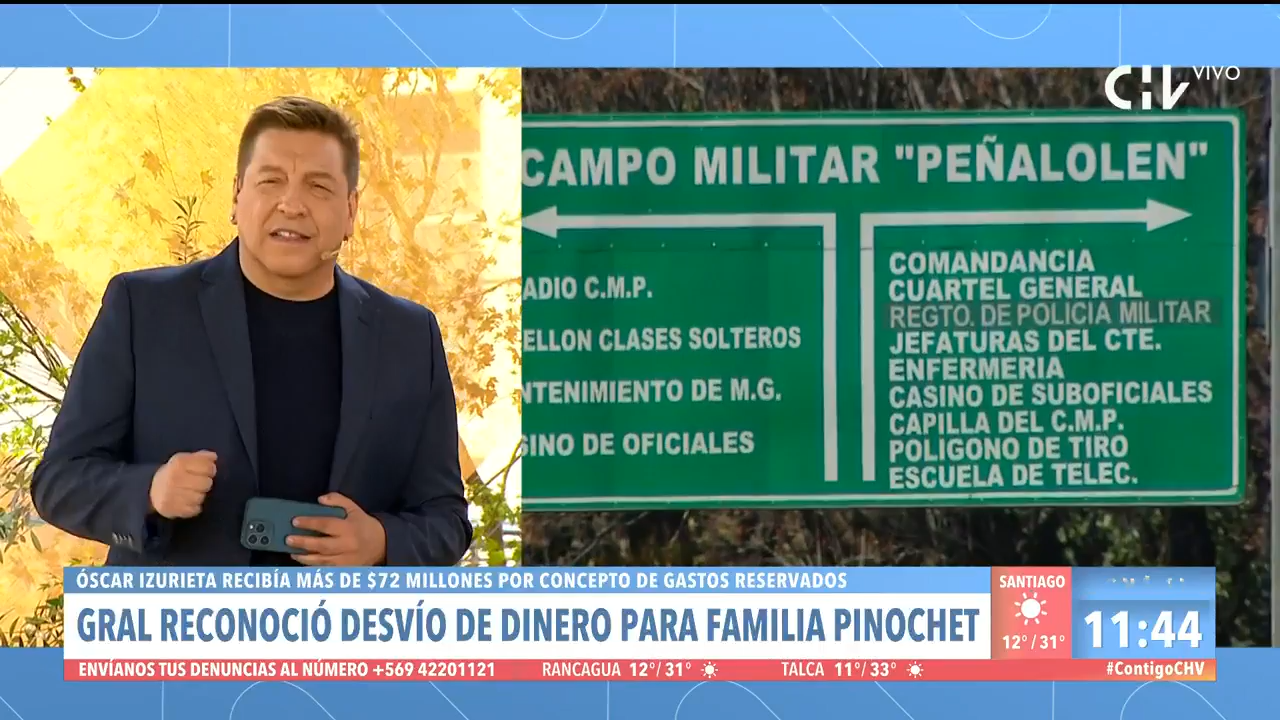 CHV VIVO
CAMPO MILITAR "PEÑALOLEN"
ADIO C.M.P.
ELLON CLASES SOLTEROS
NTENIMIENTO DE M.G.
SINO DE OFICIALES
COMANDANCIA
CUARTEL GENERAL
REGTO. DE POLICIA MILITAR
JEFATURAS DEL CTE.
ENFERMERIA
CASINO DE SUBOFICIALES
CAPILLA DEL C.M.P.
POLIGONO DE TIRO
ESCUELA DE TELEC.
ÓSCAR IZURIETA RECIBÍA MÁS DE $72 MILLONES POR CONCEPTO DE GASTOS RESERVADOS
GRAL RECONOCIÓ DESVÍO DE DINERO PARA FAMILIA PINOCHET
SANTIAGO
12°/31°
11:44
ENVÍANOS TUS DENUNCIAS AL NÚMERO +569 42201121 RANCAGUA 12°/31° TALCA 11°/33°
#ContigoCHV